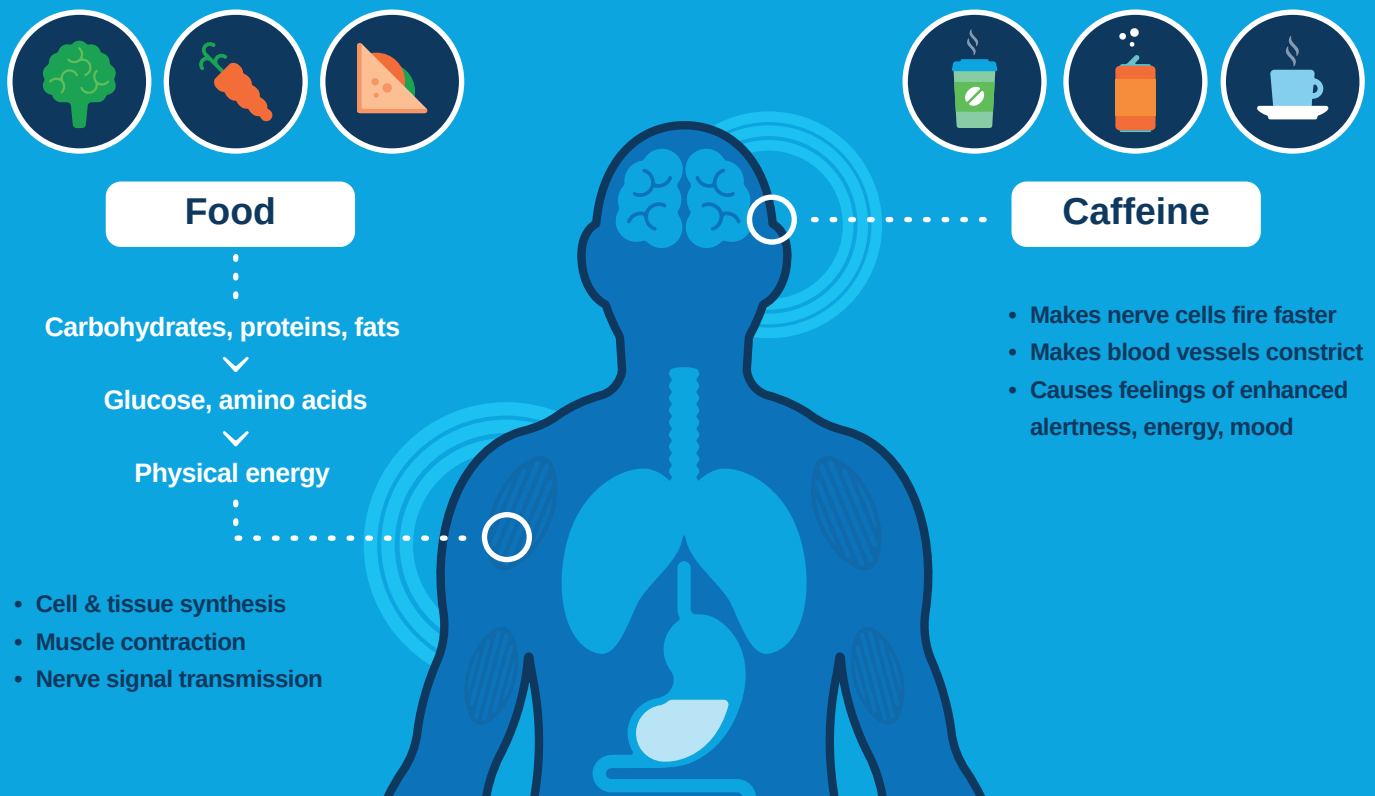 Food
Carbohydrates, proteins, fats
Glucose, amino acids
Physical energy
• Cell & tissue synthesis
• Muscle contraction
• Nerve signal transmission
Caffeine
• Makes nerve cells fire faster
• Makes blood vessels constrict
• Causes feelings of enhanced
alertness, energy, mood